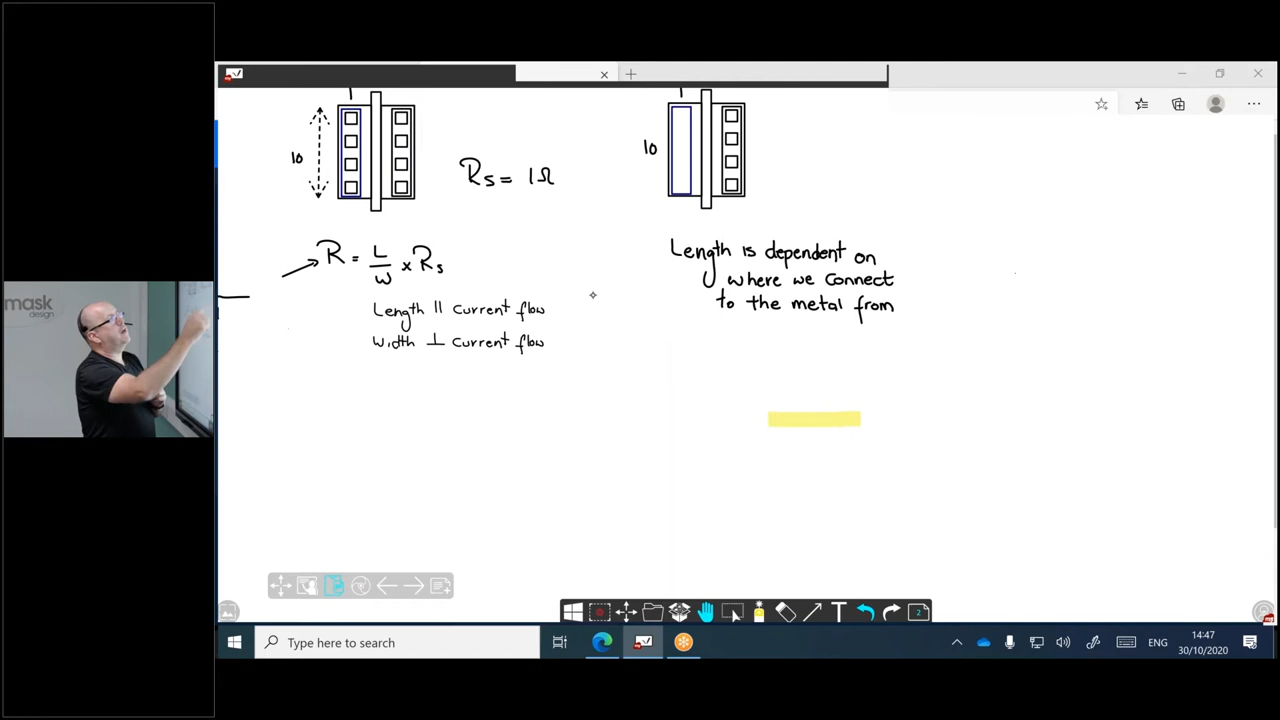 mask
design
10
Rs = 1Ω
10
R = L/W × Rs
Length || current flow
Width ⊥ current flow
Length is dependent on
where we connect
to the metal from
2
Type here to search
ENG
14:47
30/10/2020